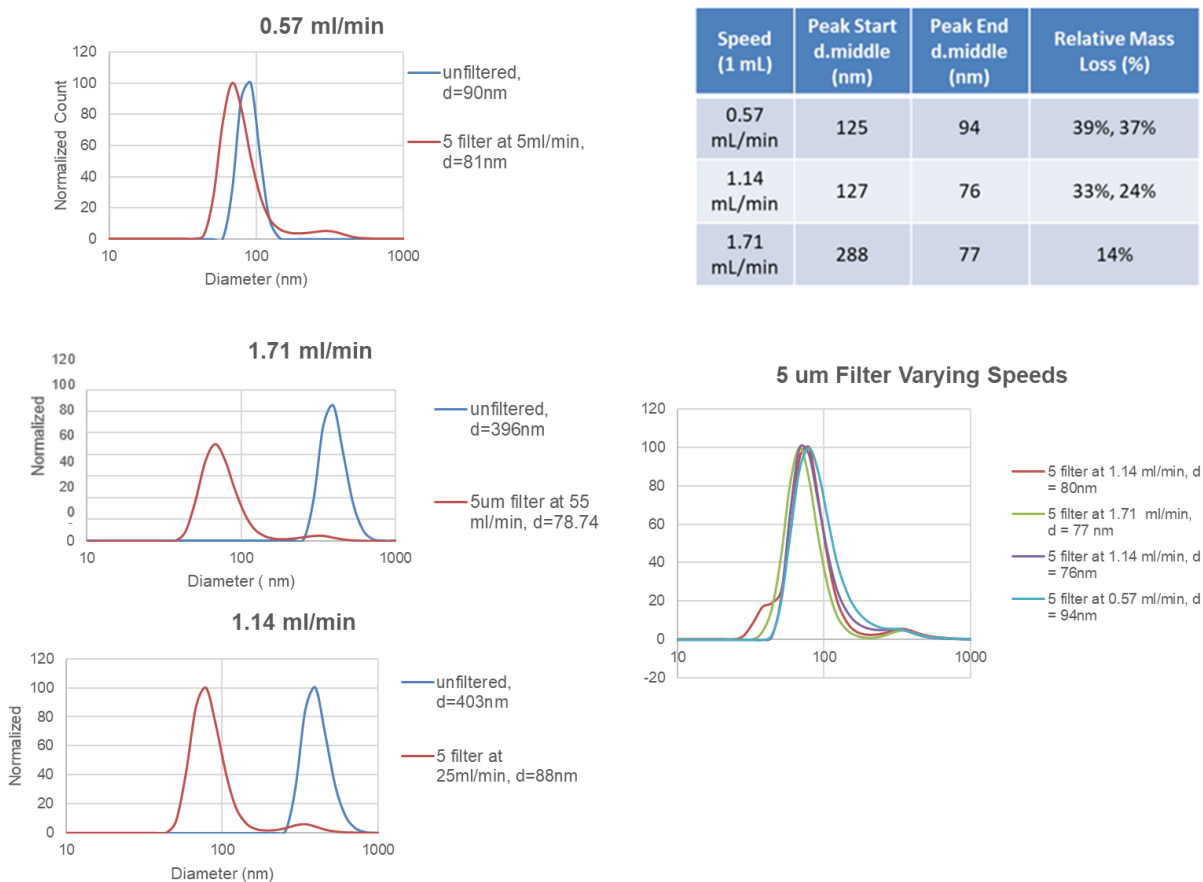 0.57 ml/min
120
100
80
60
40
20
0
Normalized Count
10
100
1000
Diameter (nm)
unfiltered,
d=90nm
5 filter at 5ml/min,
d=81nm
Speed
(1 mL)
Peak Start
d.middle
(nm)
Peak End
d.middle
(nm)
Relative Mass
Loss (%)
0.57
mL/min
125
94
39%, 37%
1.14
mL/min
127
76
33%, 24%
1.71
mL/min
288
77
14%
1.71 ml/min
120
100
80
60
40
20
0
-
Normalized
10
100
1000
Diameter ( nm)
unfiltered,
d=396nm
5um filter at 55
ml/min, d=78.74
5 um Filter Varying Speeds
120
100
80
60
40
20
0
-20
10
100
1000
5 filter at 1.14 ml/min, d
= 80nm
5 filter at 1.71  ml/min,
d = 77 nm
5 filter at 1.14 ml/min, d
= 76nm
5 filter at 0.57 ml/min, d
= 94nm
1.14 ml/min
120
100
80
60
40
20
0
Normalized
10
100
1000
Diameter (nm)
unfiltered,
d=403nm
5 filter at
25ml/min, d=88nm